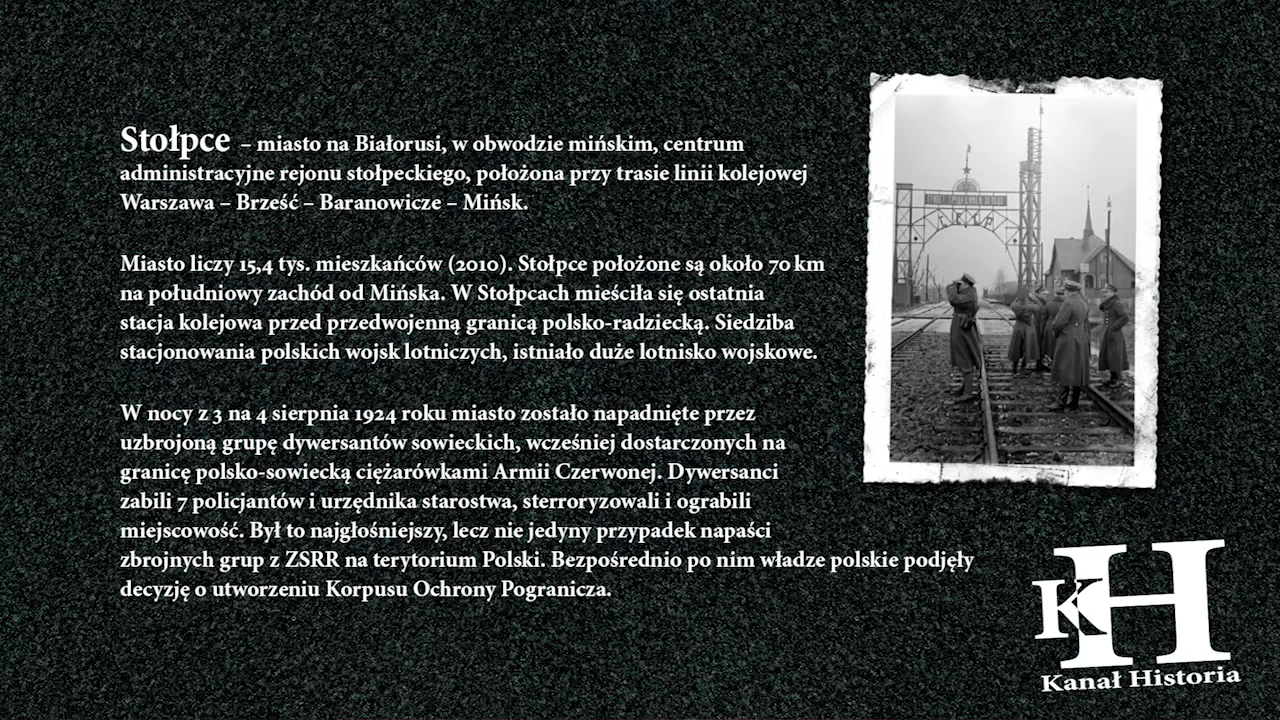 Stołpce – miasto na Białorusi, w obwodzie mińskim, centrum
administracyjne rejonu stołpeckiego, położona przy trasie linii kolejowej
Warszawa – Brześć – Baranowicze – Mińsk.
Miasto liczy 15,4 tys. mieszkańców (2010). Stołpce położone są około 70 km
na południowy zachód od Mińska. W Stołpcach mieściła się ostatnia
stacja kolejowa przed przedwojenną granicą polsko-radziecką. Siedziba
stacjonowania polskich wojsk lotniczych, istniało duże lotnisko wojskowe.
W nocy z 3 na 4 sierpnia 1924 roku miasto zostało napadnięte przez
uzbrojoną grupę dywersantów sowieckich, wcześniej dostarczonych na
granicę polsko-sowiecką ciężarówkami Armii Czerwonej. Dywersanci
zabili 7 policjantów i urzędnika starostwa, sterroryzowali i ograbili
miejscowość. Był to najgłośniejszy, lecz nie jedyny przypadek napaści
zbrojnych grup z ZSRR na terytorium Polski. Bezpośrednio po nim władze polskie podjęły
decyzję o utworzeniu Korpusu Ochrony Pogranicza.
KH
Kanał Historia